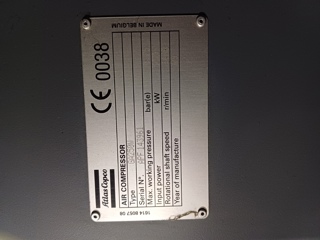 CE 0038
AIR COMPRESSOR
Type
Serial N°
Max. working pressure bar(e)
Input power kW
Rotational shaft speed r/min
Year of manufacture
MADE IN BELGIUM
Atlas Copco
1614 8057 08